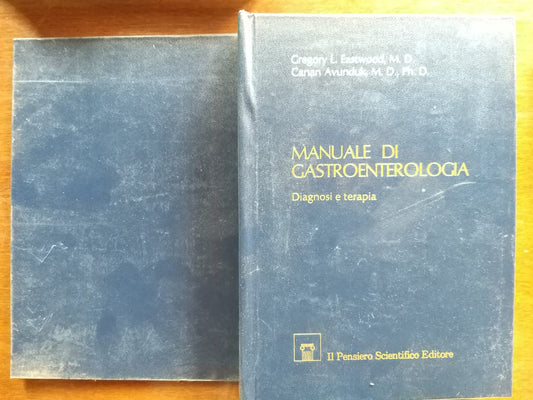 Gregory L. Eastwood, M. D.
Canan Avunduk, M. D., Ph. D.
MANUALE DI
GASTROENTEROLOGIA
Diagnosi e terapia
Il Pensiero Scientifico Editore